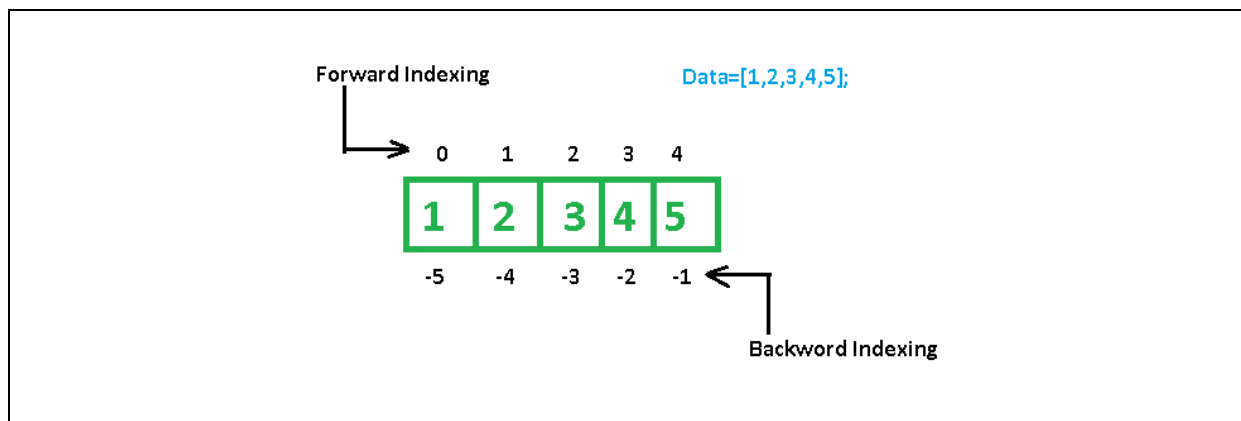 Forward Indexing Data=[1,2,3,4,5];
0 1 2 3 4
1 2 3 4 5
-5 -4 -3 -2 -1
Backword Indexing